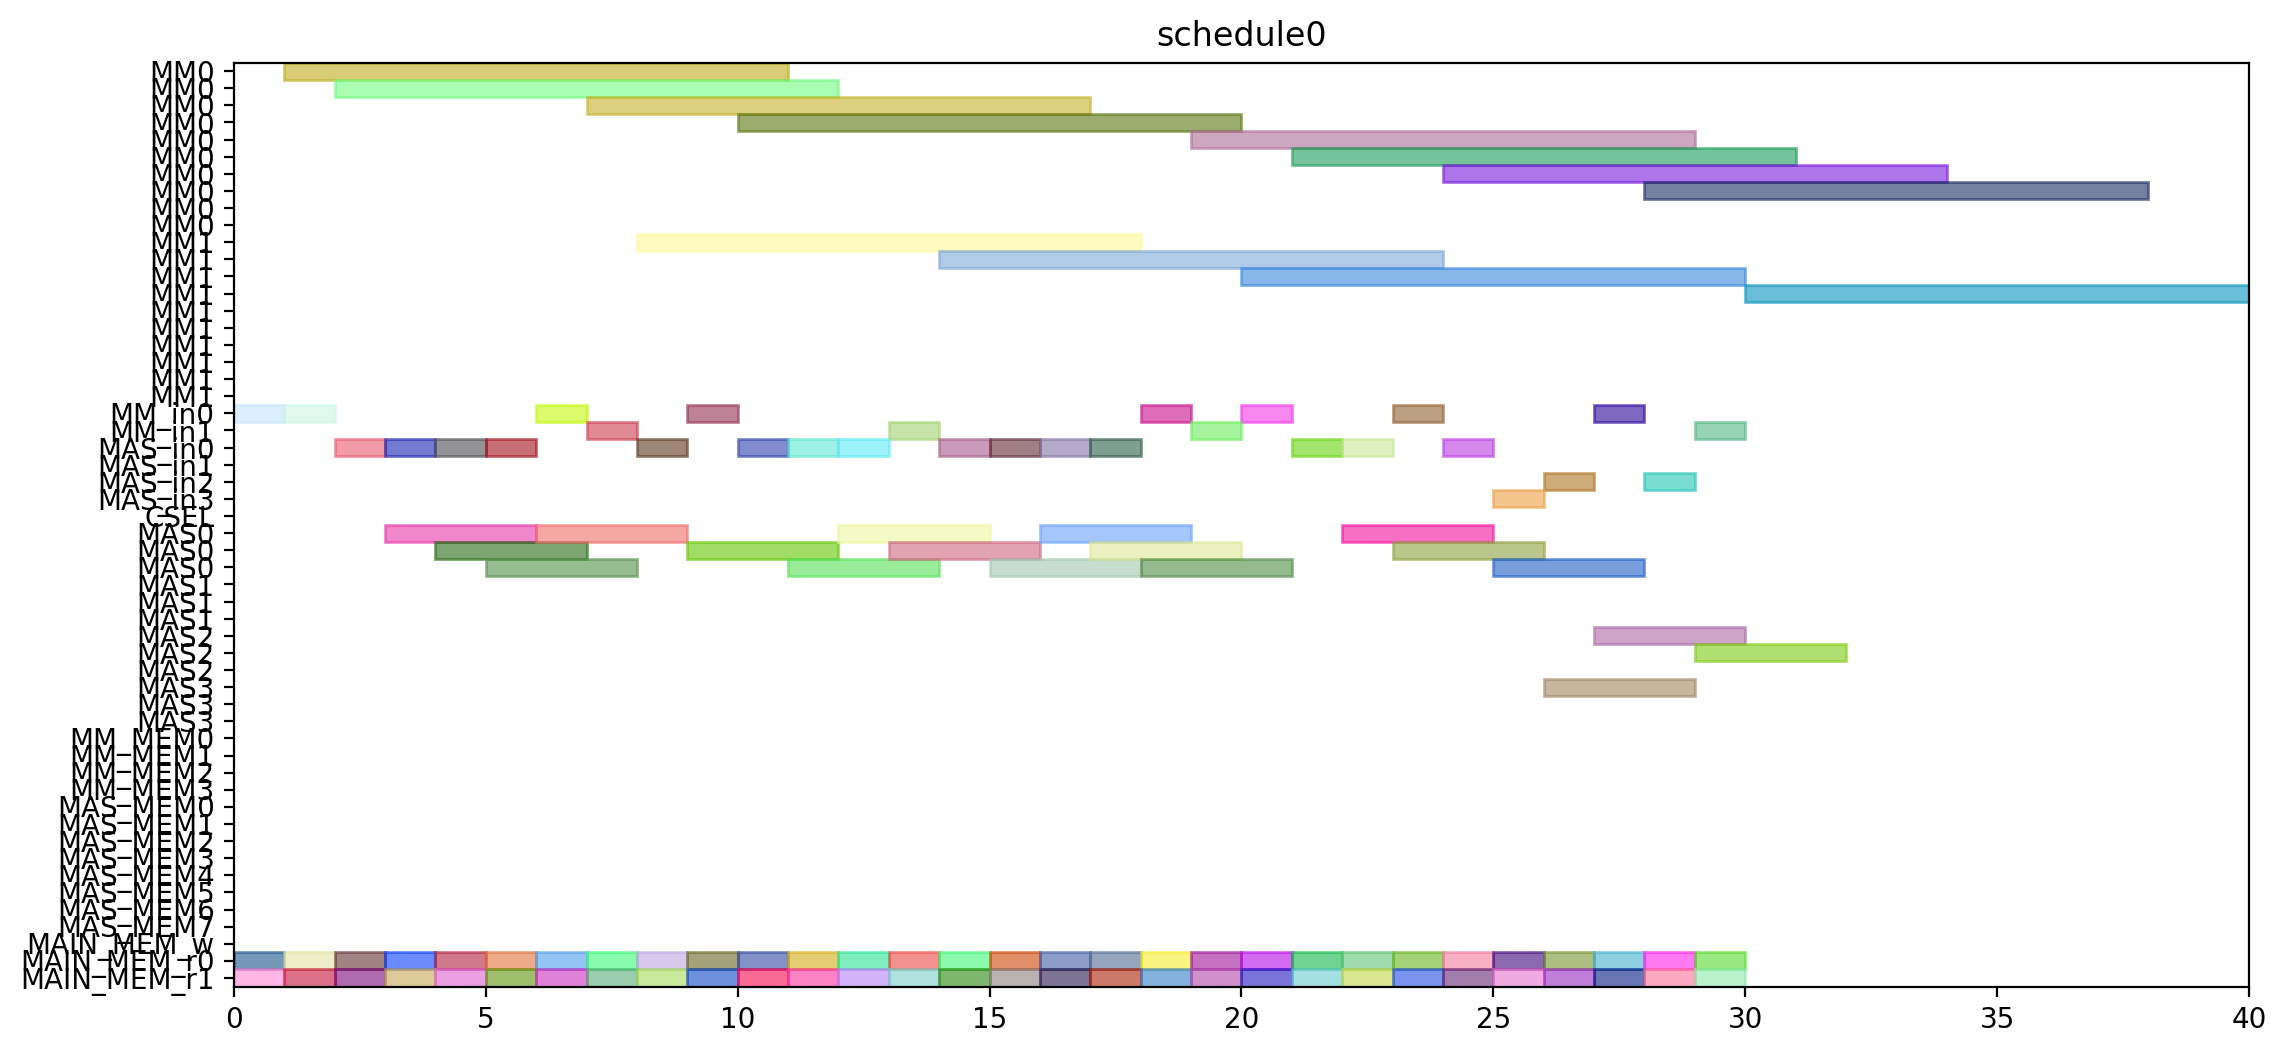 schedule0
MM0
MM0
MM0
MM0
MM0
MM0
MM0
MM0
MM0
MM0
MM1
MM1
MM1
MM1
MM1
MM1
MM1
MM1
MM1
MM1
MM_in0
MM_in1
MAS_in0
MAS_in1
MAS_in2
MAS_in3
CSEL
MAS0
MAS0
MAS0
MAS1
MAS1
MAS1
MAS2
MAS2
MAS2
MAS3
MAS3
MAS3
MM_MEM0
MM_MEM1
MM_MEM2
MM_MEM3
MAS_MEM0
MAS_MEM1
MAS_MEM2
MAS_MEM3
MAS_MEM4
MAS_MEM5
MAS_MEM6
MAS_MEM7
MAIN_MEM_w
MAIN_MEM_r0
MAIN_MEM_r1
0 5 10 15 20 25 30 35 40